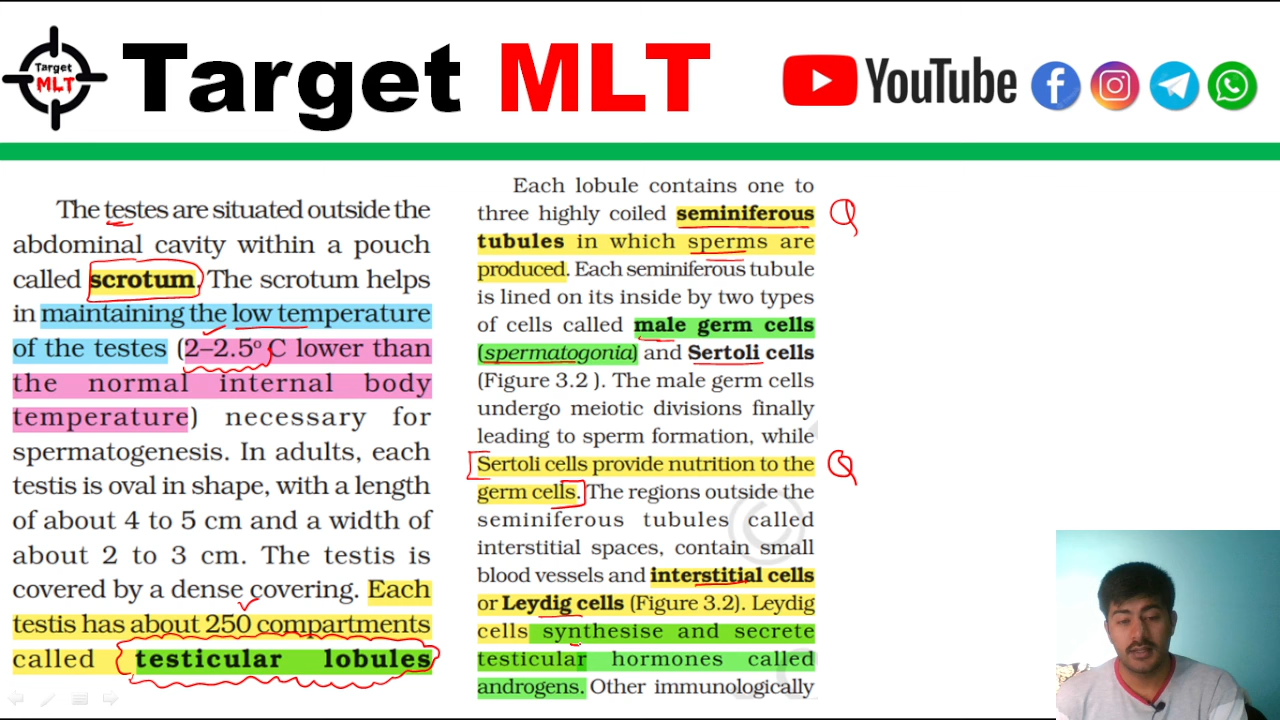 Target
MLT
Target MLT
YouTube
The testes are situated outside the
abdominal cavity within a pouch
called scrotum. The scrotum helps
in maintaining the low temperature
of the testes (2–2.5° C lower than
the normal internal body
temperature) necessary for
spermatogenesis. In adults, each
testis is oval in shape, with a length
of about 4 to 5 cm and a width of
about 2 to 3 cm. The testis is
covered by a dense covering. Each
testis has about 250 compartments
called testicular lobules
Each lobule contains one to
three highly coiled seminiferous
tubules in which sperms are
produced. Each seminiferous tubule
is lined on its inside by two types
of cells called male germ cells
(spermatogonia) and Sertoli cells
(Figure 3.2 ). The male germ cells
undergo meiotic divisions finally
leading to sperm formation, while
Sertoli cells provide nutrition to the
germ cells. The regions outside the
seminiferous tubules called
interstitial spaces, contain small
blood vessels and interstitial cells
or Leydig cells (Figure 3.2). Leydig
cells synthesise and secrete
testicular hormones called
androgens. Other immunologically
Q
Q